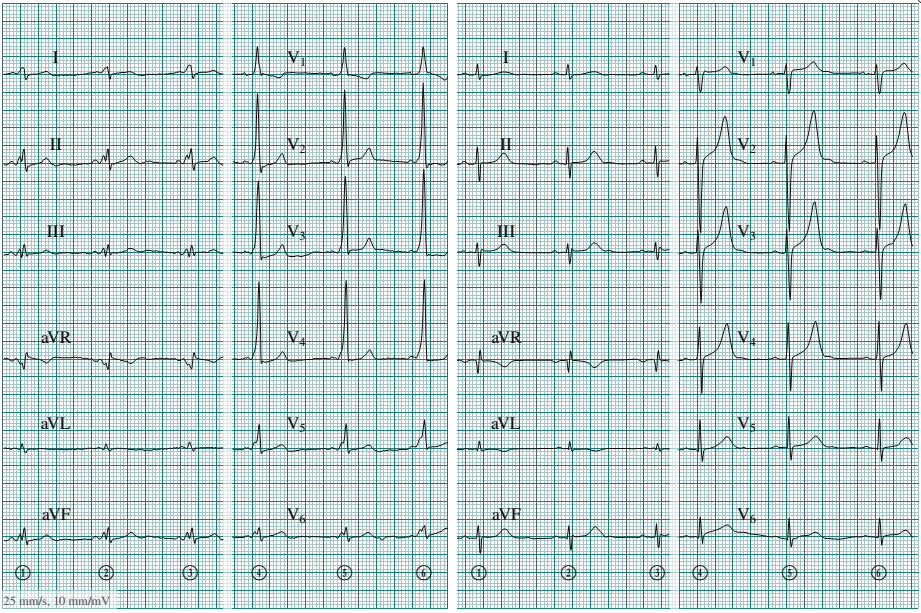 I V₁ I V₁
II V₂ II V₂
III V₃ III V₃
aVR V₄ aVR V₄
aVL V₅ aVL V₅
aVF V₆ aVF V₆
① ② ③ ④ ⑤ ⑥ ① ② ③ ④ ⑤ ⑥
25 mm/s, 10 mm/mV